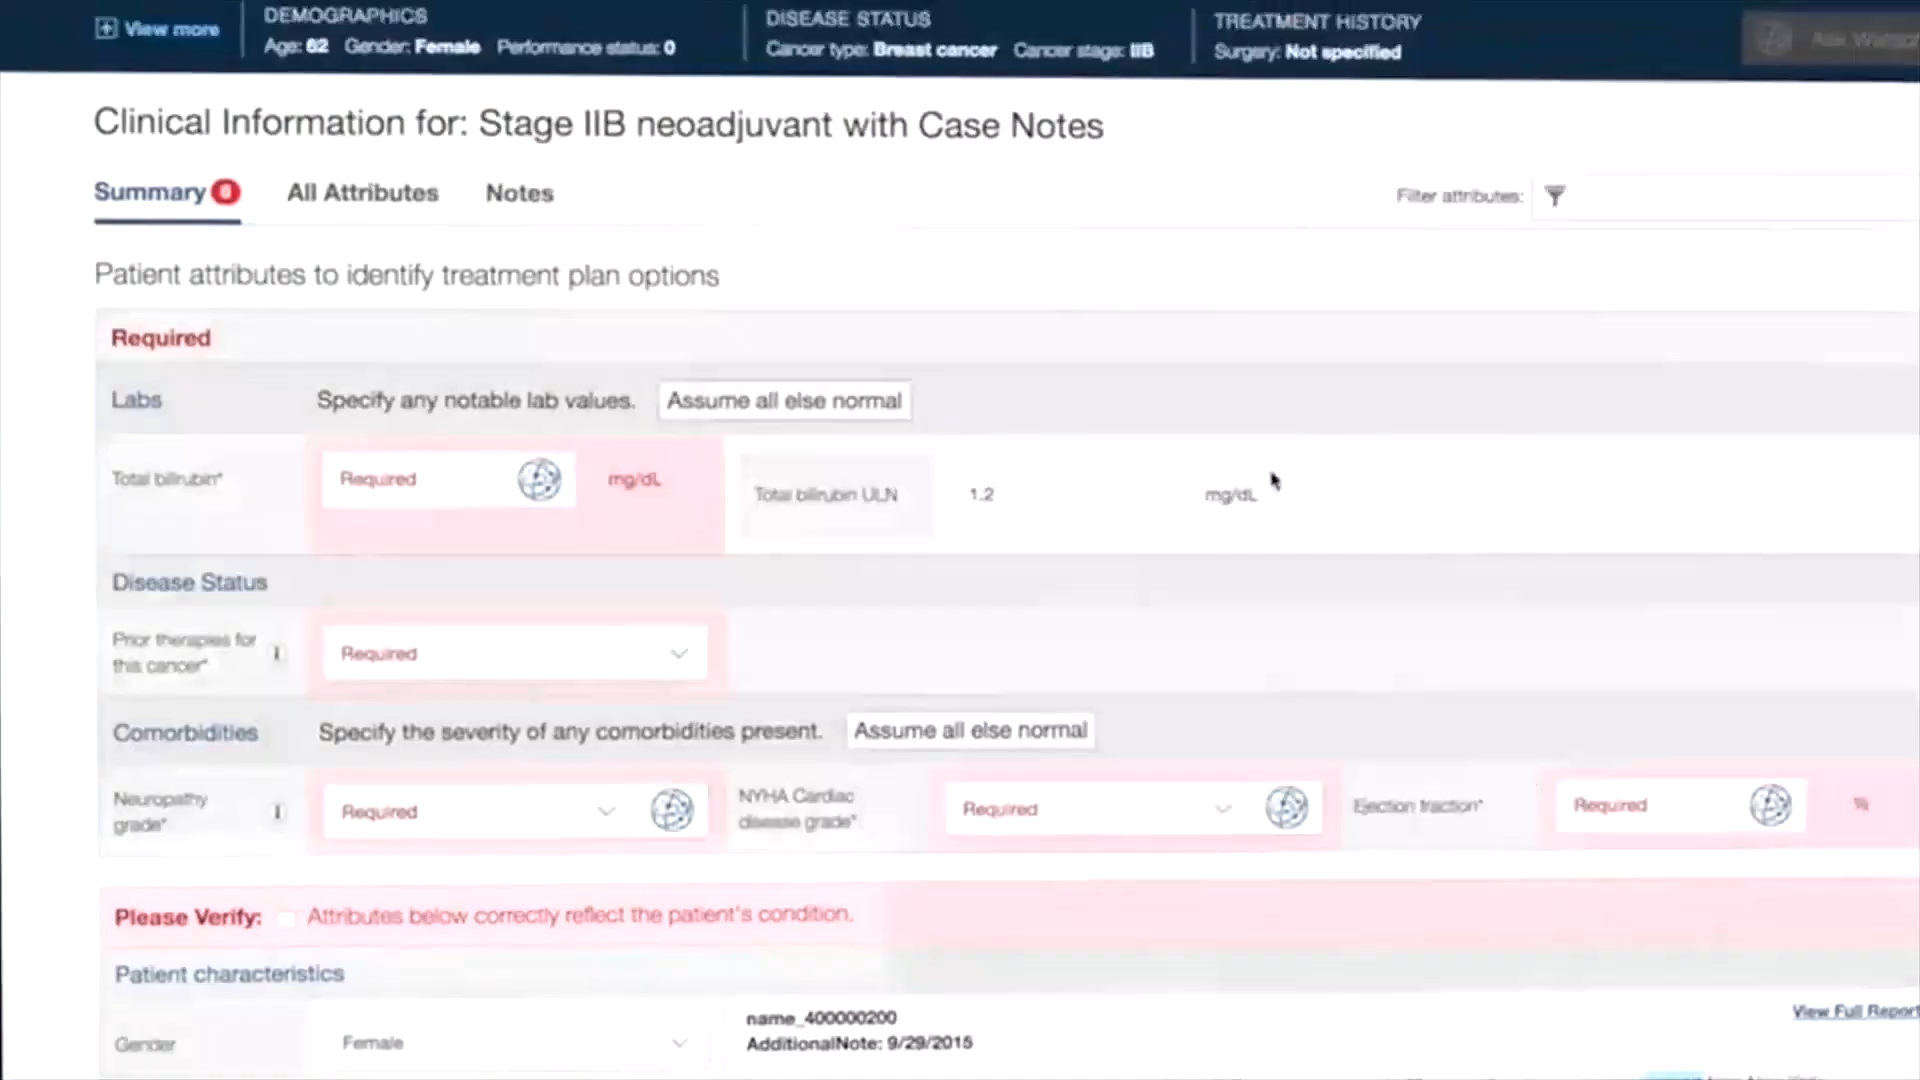 View more
DEMOGRAPHICS
Age: 62 Gender: Female Performance status: 0
DISEASE STATUS
Cancer type: Breast cancer Cancer stage: IIB
TREATMENT HISTORY
Surgery: Not specified
Ask Watson
Clinical Information for: Stage IIB neoadjuvant with Case Notes
Summary
All Attributes
Notes
Filter attributes:
Patient attributes to identify treatment plan options
Required
Labs
Specify any notable lab values.
Assume all else normal
Total bilirubin*
Required
mg/dL
Total bilirubin ULN
1.2
mg/dL
Disease Status
Prior therapies for
this cancer*
Required
Comorbidities
Specify the severity of any comorbidities present.
Assume all else normal
Neuropathy
grade*
Required
NYHA Cardiac
disease grade*
Required
Ejection fraction*
Required
%
Please Verify:
Attributes below correctly reflect the patient's condition.
Patient characteristics
Gender
Female
name_400000200
AdditionalNote: 9/29/2015
View Full Report